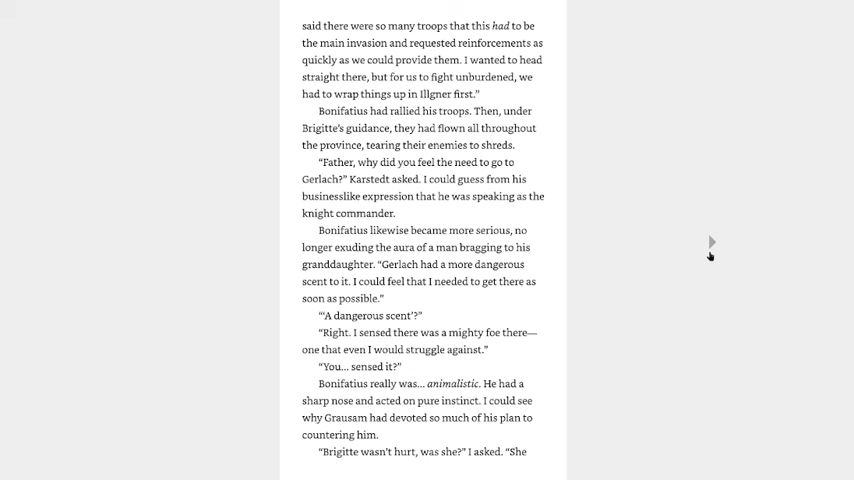 said there were so many troops that this had to be
the main invasion and requested reinforcements as
quickly as we could provide them. I wanted to head
straight there, but for us to fight unburdened, we
had to wrap things up in Illgner first.”
Bonifatius had rallied his troops. Then, under
Brigitte’s guidance, they had flown all throughout
the province, tearing their enemies to shreds.
“Father, why did you feel the need to go to
Gerlach?” Karstedt asked. I could guess from his
businesslike expression that he was speaking as the
knight commander.
Bonifatius likewise became more serious, no
longer exuding the aura of a man bragging to his
granddaughter. “Gerlach had a more dangerous
scent to it. I could feel that I needed to get there as
soon as possible.”
“‘A dangerous scent’?”
“Right. I sensed there was a mighty foe there—
one that even I would struggle against.”
“You... sensed it?”
Bonifatius really was... animalistic. He had a
sharp nose and acted on pure instinct. I could see
why Grausam had devoted so much of his plan to
countering him.
“Brigitte wasn’t hurt, was she?” I asked. “She